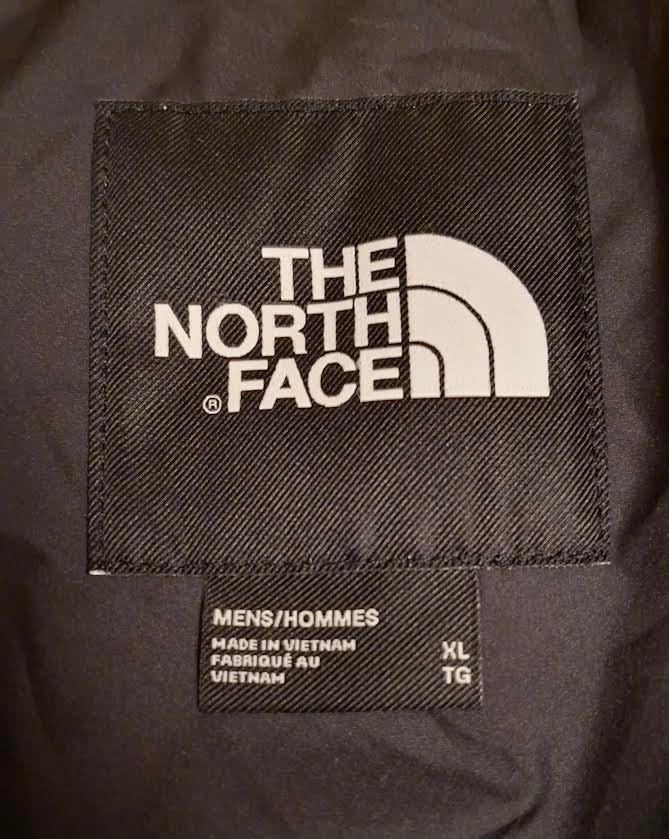 THE
NORTH
® FACE
MENS/HOMMES
MADE IN VIETNAM
FABRIQUÉ AU
VIETNAM
XL
TG